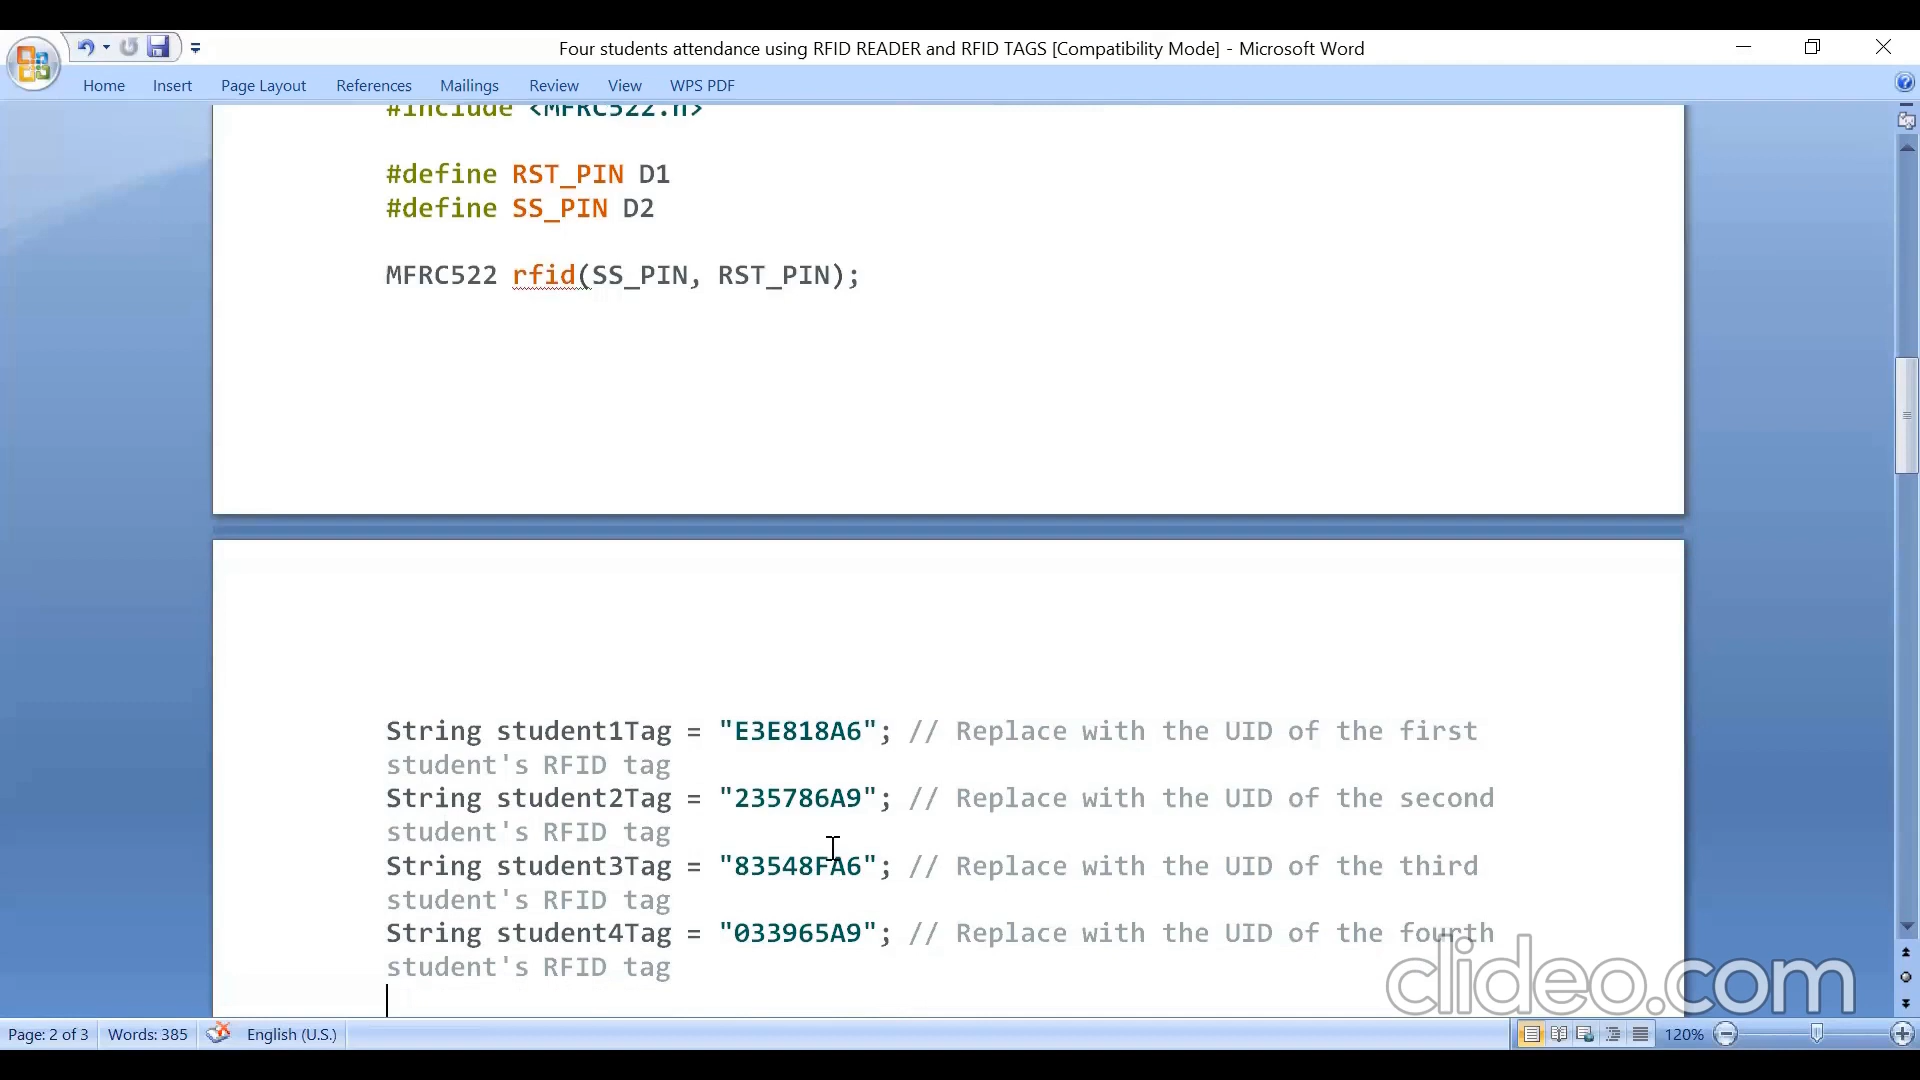 Four students attendance using RFID READER and RFID TAGS [Compatibility Mode] - Microsoft Word
Home Insert Page Layout References Mailings Review View WPS PDF
#include <MFRC522.h>
#define RST_PIN D1
#define SS_PIN D2
MFRC522 rfid(SS_PIN, RST_PIN);
String student1Tag = "E3E818A6"; // Replace with the UID of the first
student's RFID tag
String student2Tag = "235786A9"; // Replace with the UID of the second
student's RFID tag
String student3Tag = "83548FA6"; // Replace with the UID of the third
student's RFID tag
String student4Tag = "033965A9"; // Replace with the UID of the fourth
student's RFID tag
clideo.com
Page: 2 of 3 Words: 385 English (U.S.) 120%